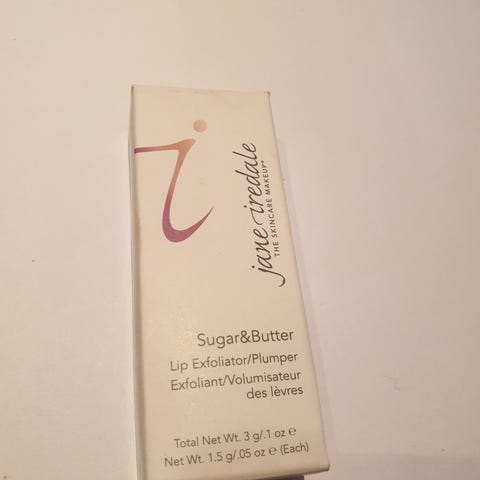 jane iredale
THE SKINCARE MAKEUP®
Sugar&Butter
Lip Exfoliator/Plumper
Exfoliant/Volumisateur
des lèvres
Total Net Wt. 3 g/.1 oz ℮
Net Wt. 1.5 g/.05 oz ℮ (Each)